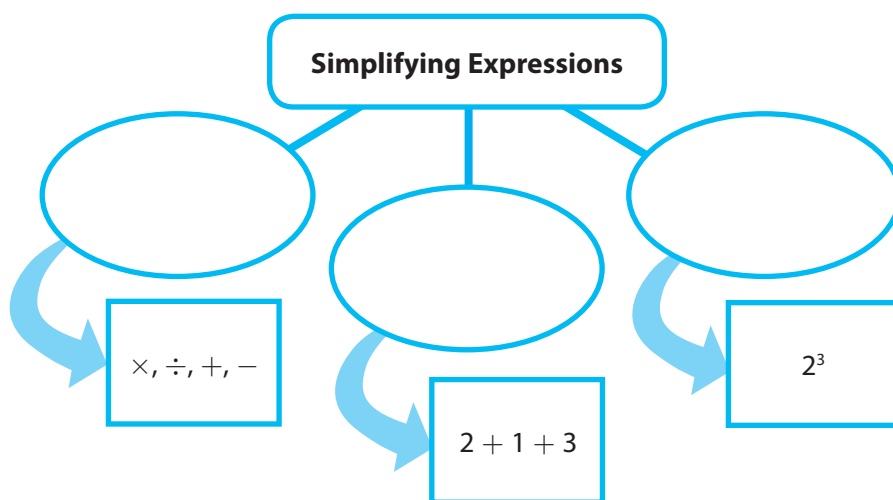 Simplifying Expressions
×, ÷, +, −
2 + 1 + 3
2³